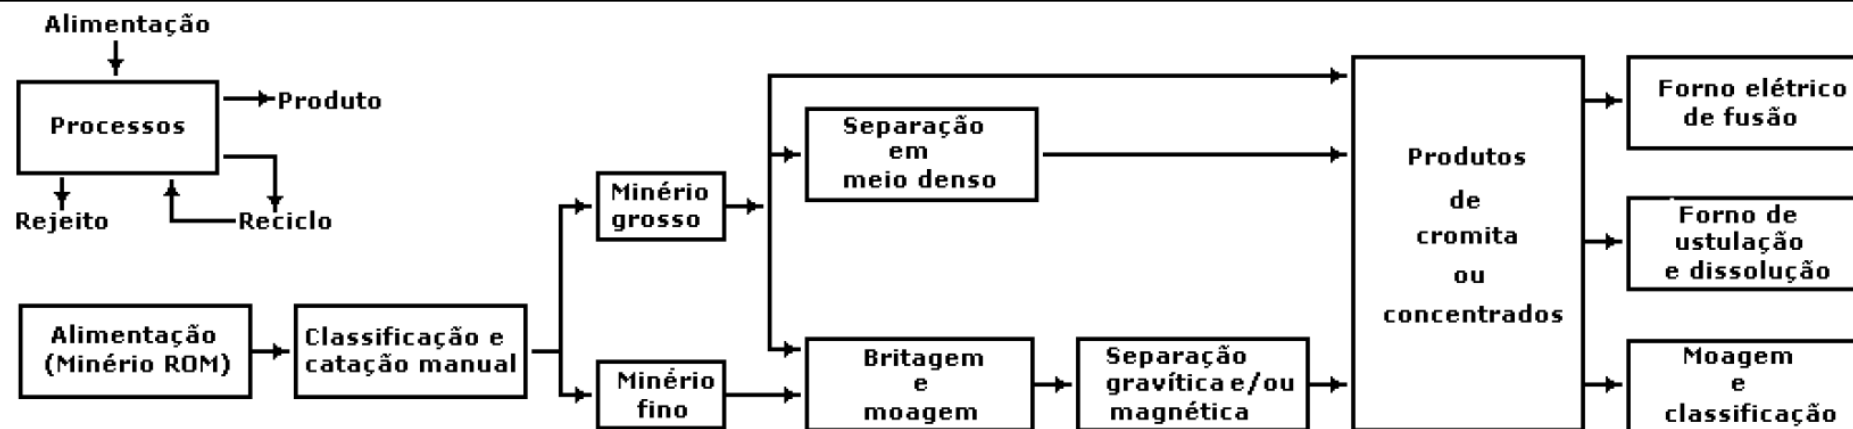 Alimentação
Processos
Produto
Rejeito
Reciclo
Alimentação
(Minério ROM)
Classificação e
catação manual
Minério
grosso
Minério
fino
Separação
em
meio denso
Britagem
e
moagem
Separação
gravítica e/ou
magnética
Produtos
de
cromita
ou
concentrados
Forno elétrico
de fusão
Forno de
ustulação
e dissolução
Moagem
e
classificação